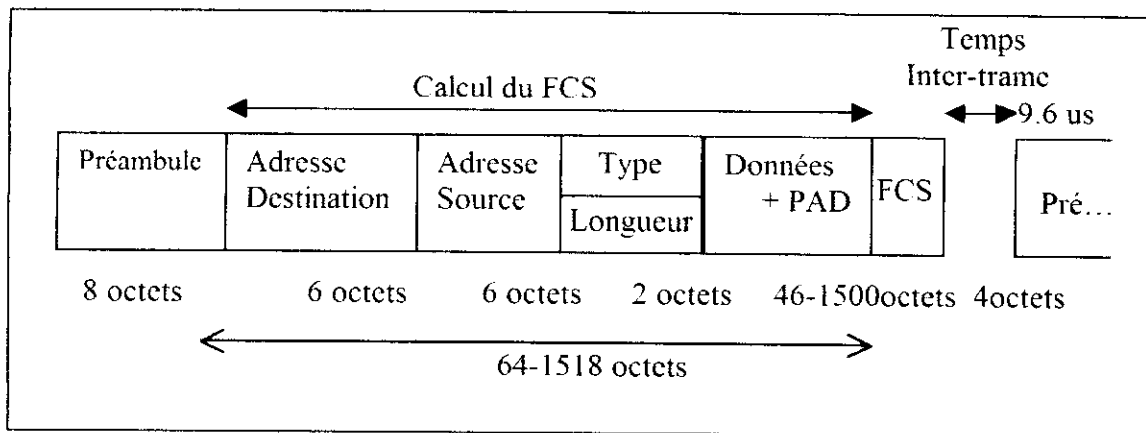 Temps
Inter-trame
Calcul du FCS
9.6 us
Préambule
Adresse
Destination
Adresse
Source
Type
Longueur
Données
+ PAD
FCS
Pré...
8 octets
6 octets
6 octets
2 octets
46-1500octets
4octets
64-1518 octets